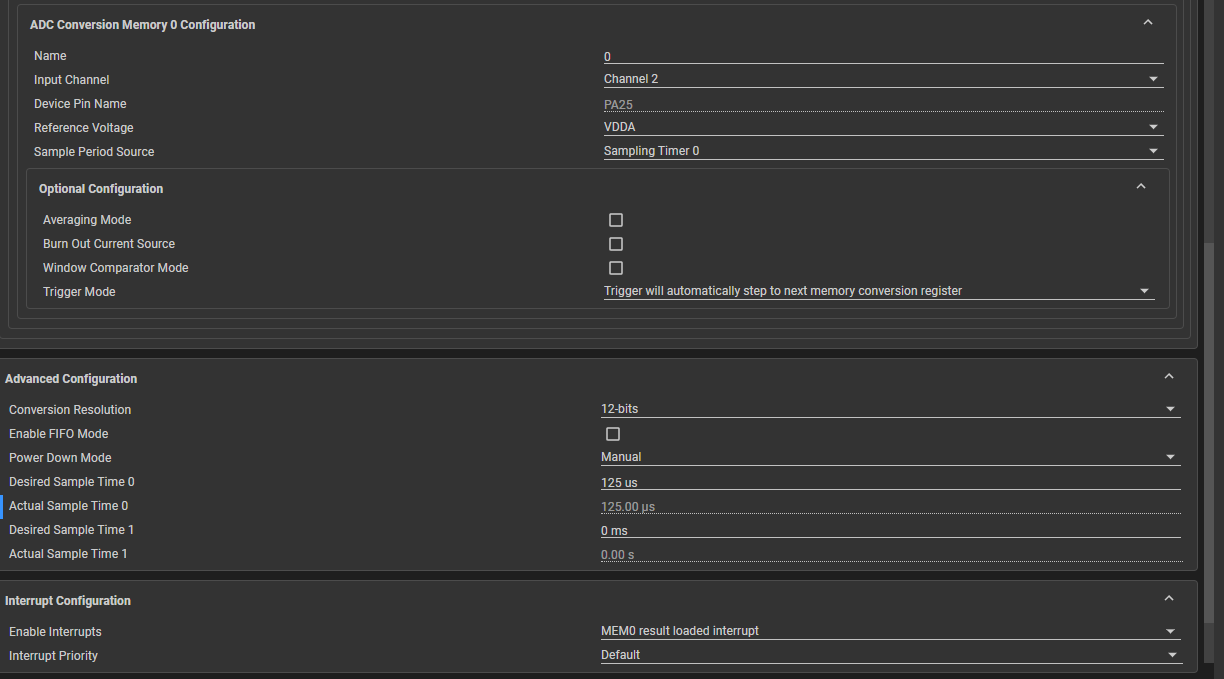 ADC Conversion Memory 0 Configuration
Name 0
Input Channel Channel 2
Device Pin Name PA25
Reference Voltage VDDA
Sample Period Source Sampling Timer 0
Optional Configuration
Averaging Mode
Burn Out Current Source
Window Comparator Mode
Trigger Mode Trigger will automatically step to next memory conversion register
Advanced Configuration
Conversion Resolution 12-bits
Enable FIFO Mode
Power Down Mode Manual
Desired Sample Time 0 125 us
Actual Sample Time 0 125.00 µs
Desired Sample Time 1 0 ms
Actual Sample Time 1 0.00 s
Interrupt Configuration
Enable Interrupts MEM0 result loaded interrupt
Interrupt Priority Default